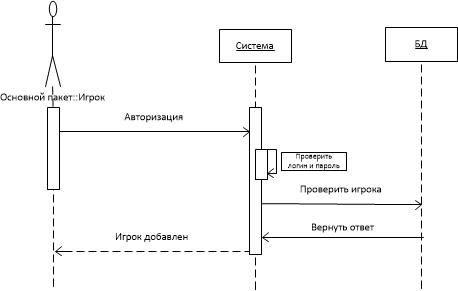 Система
БД
Основной пакет::Игрок
Авторизация
Проверить
логин и пароль
Проверить игрока
Вернуть ответ
Игрок добавлен